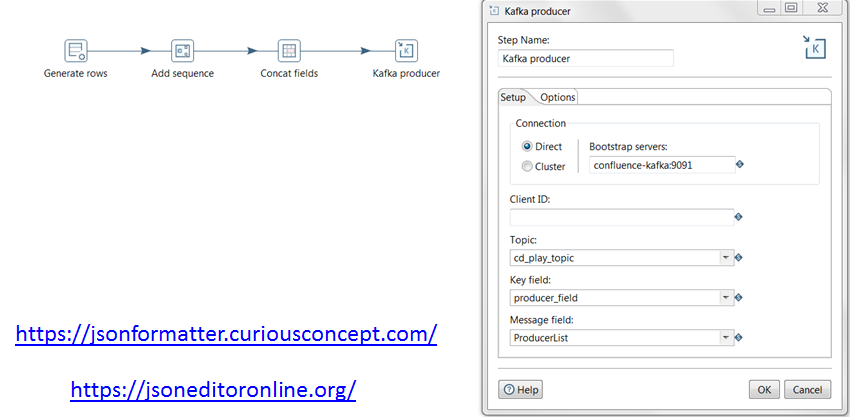 Generate rows
Add sequence
Concat fields
Kafka producer
https://jsonformatter.curiousconcept.com/
https://jsoneditoronline.org/
Kafka producer
Step Name:
Kafka producer
K
Setup Options
Connection
Direct
Cluster
Bootstrap servers:
confluence-kafka:9091
Client ID:
Topic:
cd_play_topic
Key field:
producer_field
Message field:
ProducerList
Help
OK
Cancel